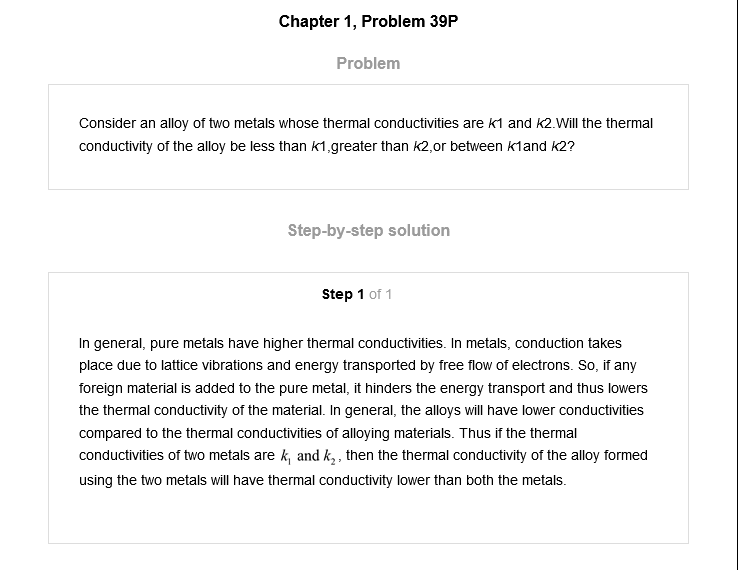 Chapter 1, Problem 39P
Problem
Consider an alloy of two metals whose thermal conductivities are k1 and k2.Will the thermal
conductivity of the alloy be less than k1,greater than k2,or between k1and k2?
Step-by-step solution
Step 1 of 1
In general, pure metals have higher thermal conductivities. In metals, conduction takes
place due to lattice vibrations and energy transported by free flow of electrons. So, if any
foreign material is added to the pure metal, it hinders the energy transport and thus lowers
the thermal conductivity of the material. In general, the alloys will have lower conductivities
compared to the thermal conductivities of alloying materials. Thus if the thermal
conductivities of two metals are k₁ and k₂, then the thermal conductivity of the alloy formed
using the two metals will have thermal conductivity lower than both the metals.